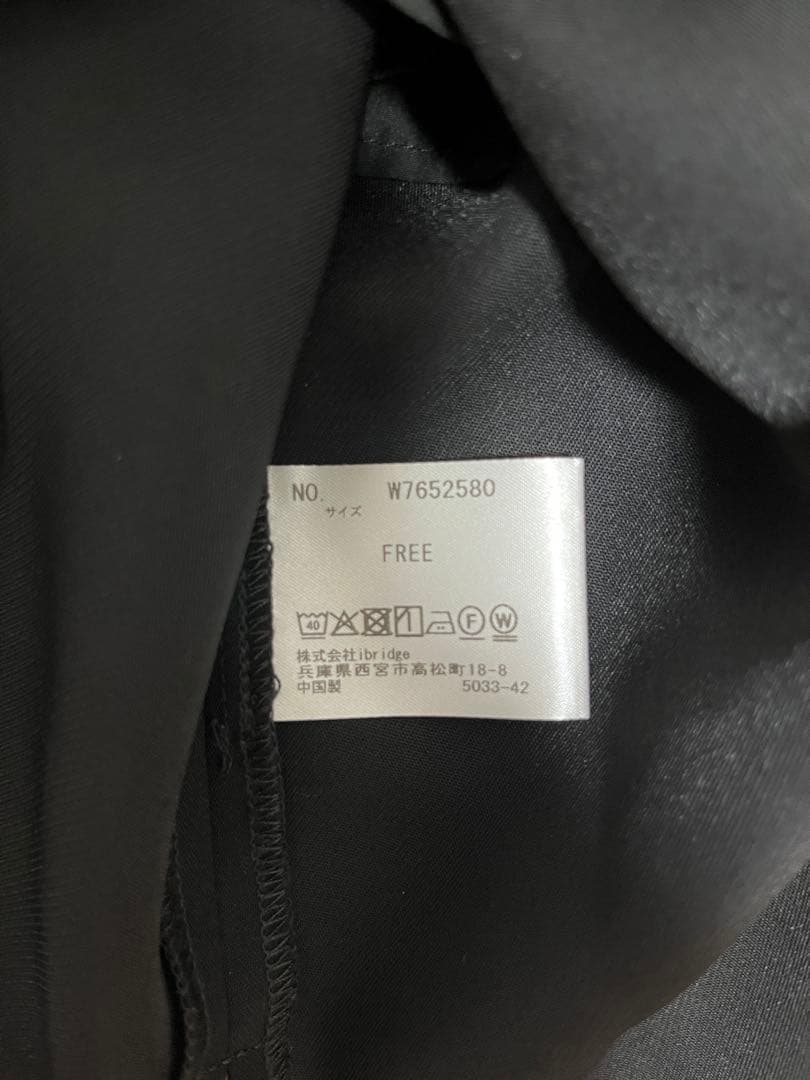 NO. W7652580
サイズ
FREE
40 F W
株式会社ibridge
兵庫県西宮市高松町18-8
中国製 5033-42